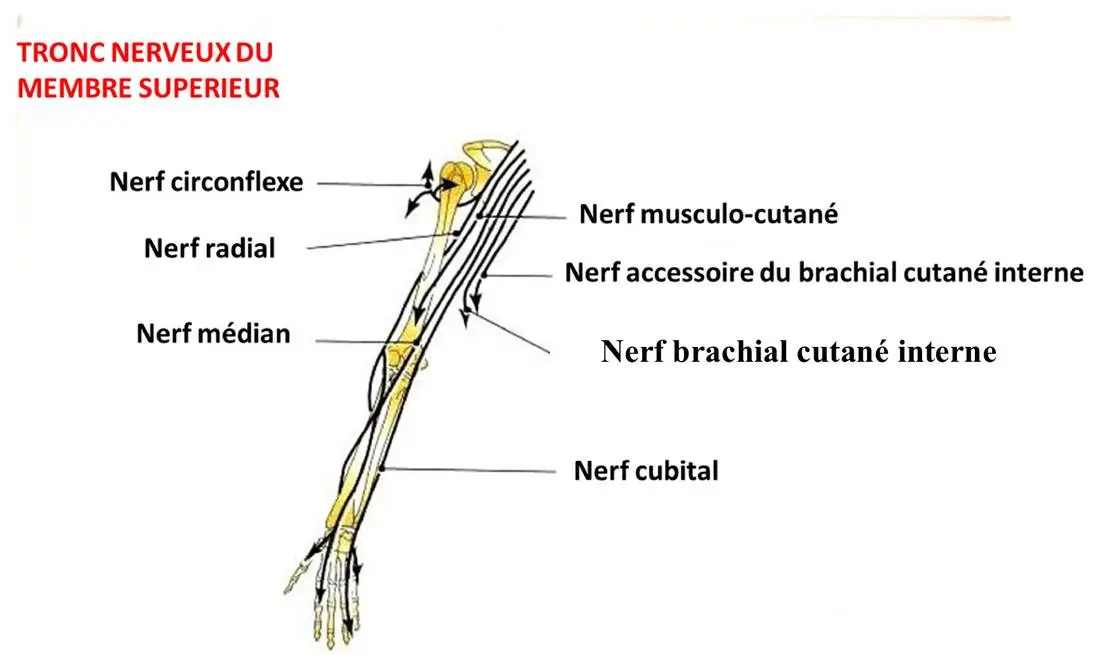 TRONC NERVEUX DU
MEMBRE SUPERIEUR
Nerf circonflexe
Nerf musculo-cutané
Nerf radial
Nerf accessoire du brachial cutané interne
Nerf médian
Nerf brachial cutané interne
Nerf cubital